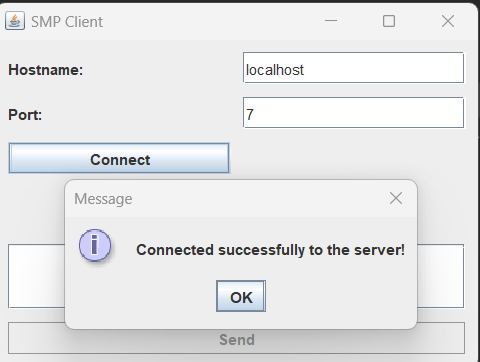 SMP Client
Hostname:
localhost
Port:
7
Connect
Message
Connected successfully to the server!
OK
Send